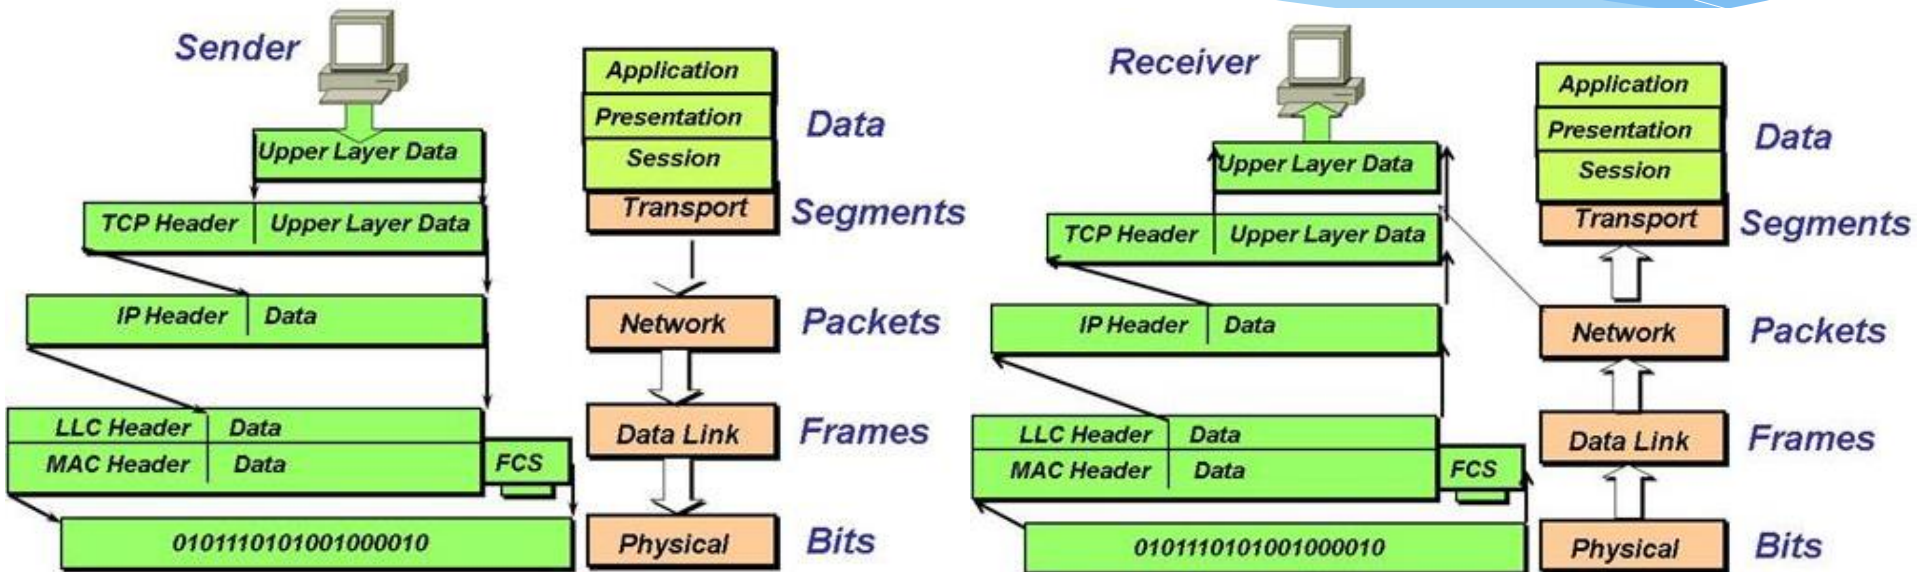 Sender
Upper Layer Data
TCP Header Upper Layer Data
IP Header Data
LLC Header Data
MAC Header Data
FCS
0101110101001000010
Application
Presentation
Session
Data
Transport
Segments
Network
Packets
Data Link
Frames
Physical
Bits
Receiver
Upper Layer Data
TCP Header Upper Layer Data
IP Header Data
LLC Header Data
MAC Header Data
FCS
0101110101001000010
Application
Presentation
Session
Data
Transport
Segments
Network
Packets
Data Link
Frames
Physical
Bits